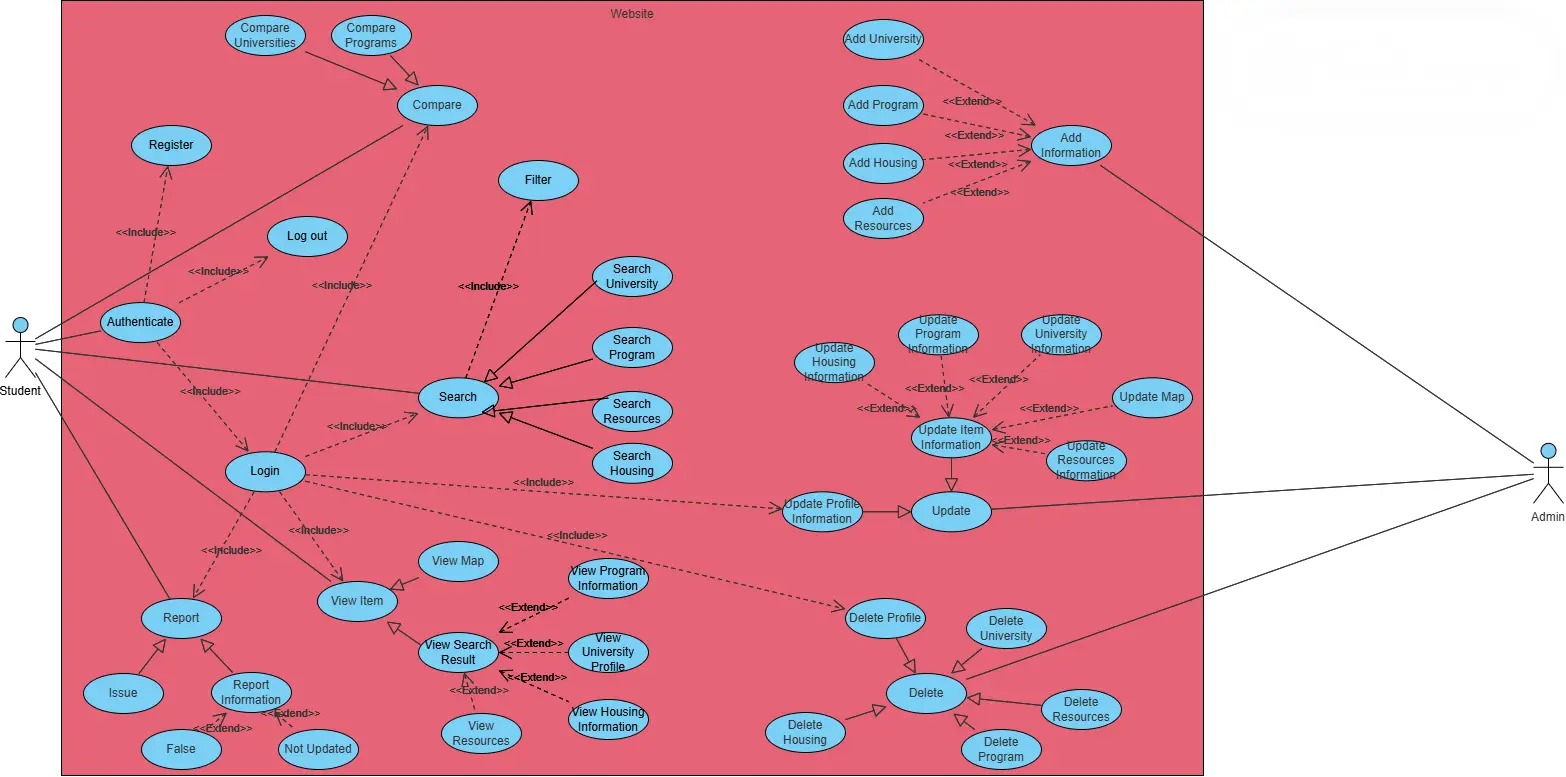 Website
Compare
Universities
Compare
Programs
Compare
Register
<<Include>>
Log out
<<Include>>
<<Include>>
Authenticate
<<Include>>
Student
Filter
<<Include>>
Search
University
Search
Program
Search
Resources
Search
Housing
Search
<<Include>>
Login
<<Include>>
<<Include>>
<<Include>>
<<Include>>
Add University
Add Program
Add Housing
Add
Resources
<<Extend>>
<<Extend>>
<<Extend>>
<<Extend>>
Add
Information
Update
Housing
Information
Update
Program
Information
Update
University
Information
Update Map
Update
Resources
Information
<<Extend>>
<<Extend>>
<<Extend>>
<<Extend>>
<<Extend>>
Update Item
Information
Update Profile
Information
Update
Admin
Report
Issue
Report
Information
<<Extend>>
<<Extend>>
False
Not Updated
View Item
View Map
View Search
Result
View Program
Information
<<Extend>>
View
University
Profile
<<Extend>>
View Housing
Information
<<Extend>>
View
Resources
<<Extend>>
Delete Profile
Delete
University
Delete
Delete
Resources
Delete
Housing
Delete
Program